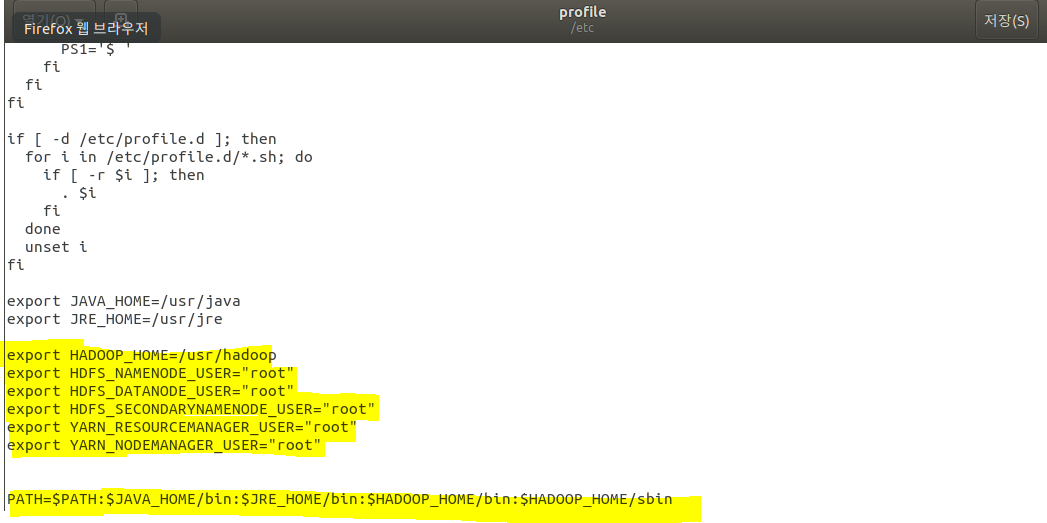 열기(O)
Firefox 웹 브라우저
profile
/etc
저장(S)
PS1='$ '
fi
fi
fi
if [ -d /etc/profile.d ]; then
for i in /etc/profile.d/*.sh; do
if [ -r $i ]; then
. $i
fi
done
unset i
fi
export JAVA_HOME=/usr/java
export JRE_HOME=/usr/jre
export HADOOP_HOME=/usr/hadoop
export HDFS_NAMENODE_USER="root"
export HDFS_DATANODE_USER="root"
export HDFS_SECONDARYNAMENODE_USER="root"
export YARN_RESOURCEMANAGER_USER="root"
export YARN_NODEMANAGER_USER="root"
PATH=$PATH:$JAVA_HOME/bin:$JRE_HOME/bin:$HADOOP_HOME/bin:$HADOOP_HOME/sbin